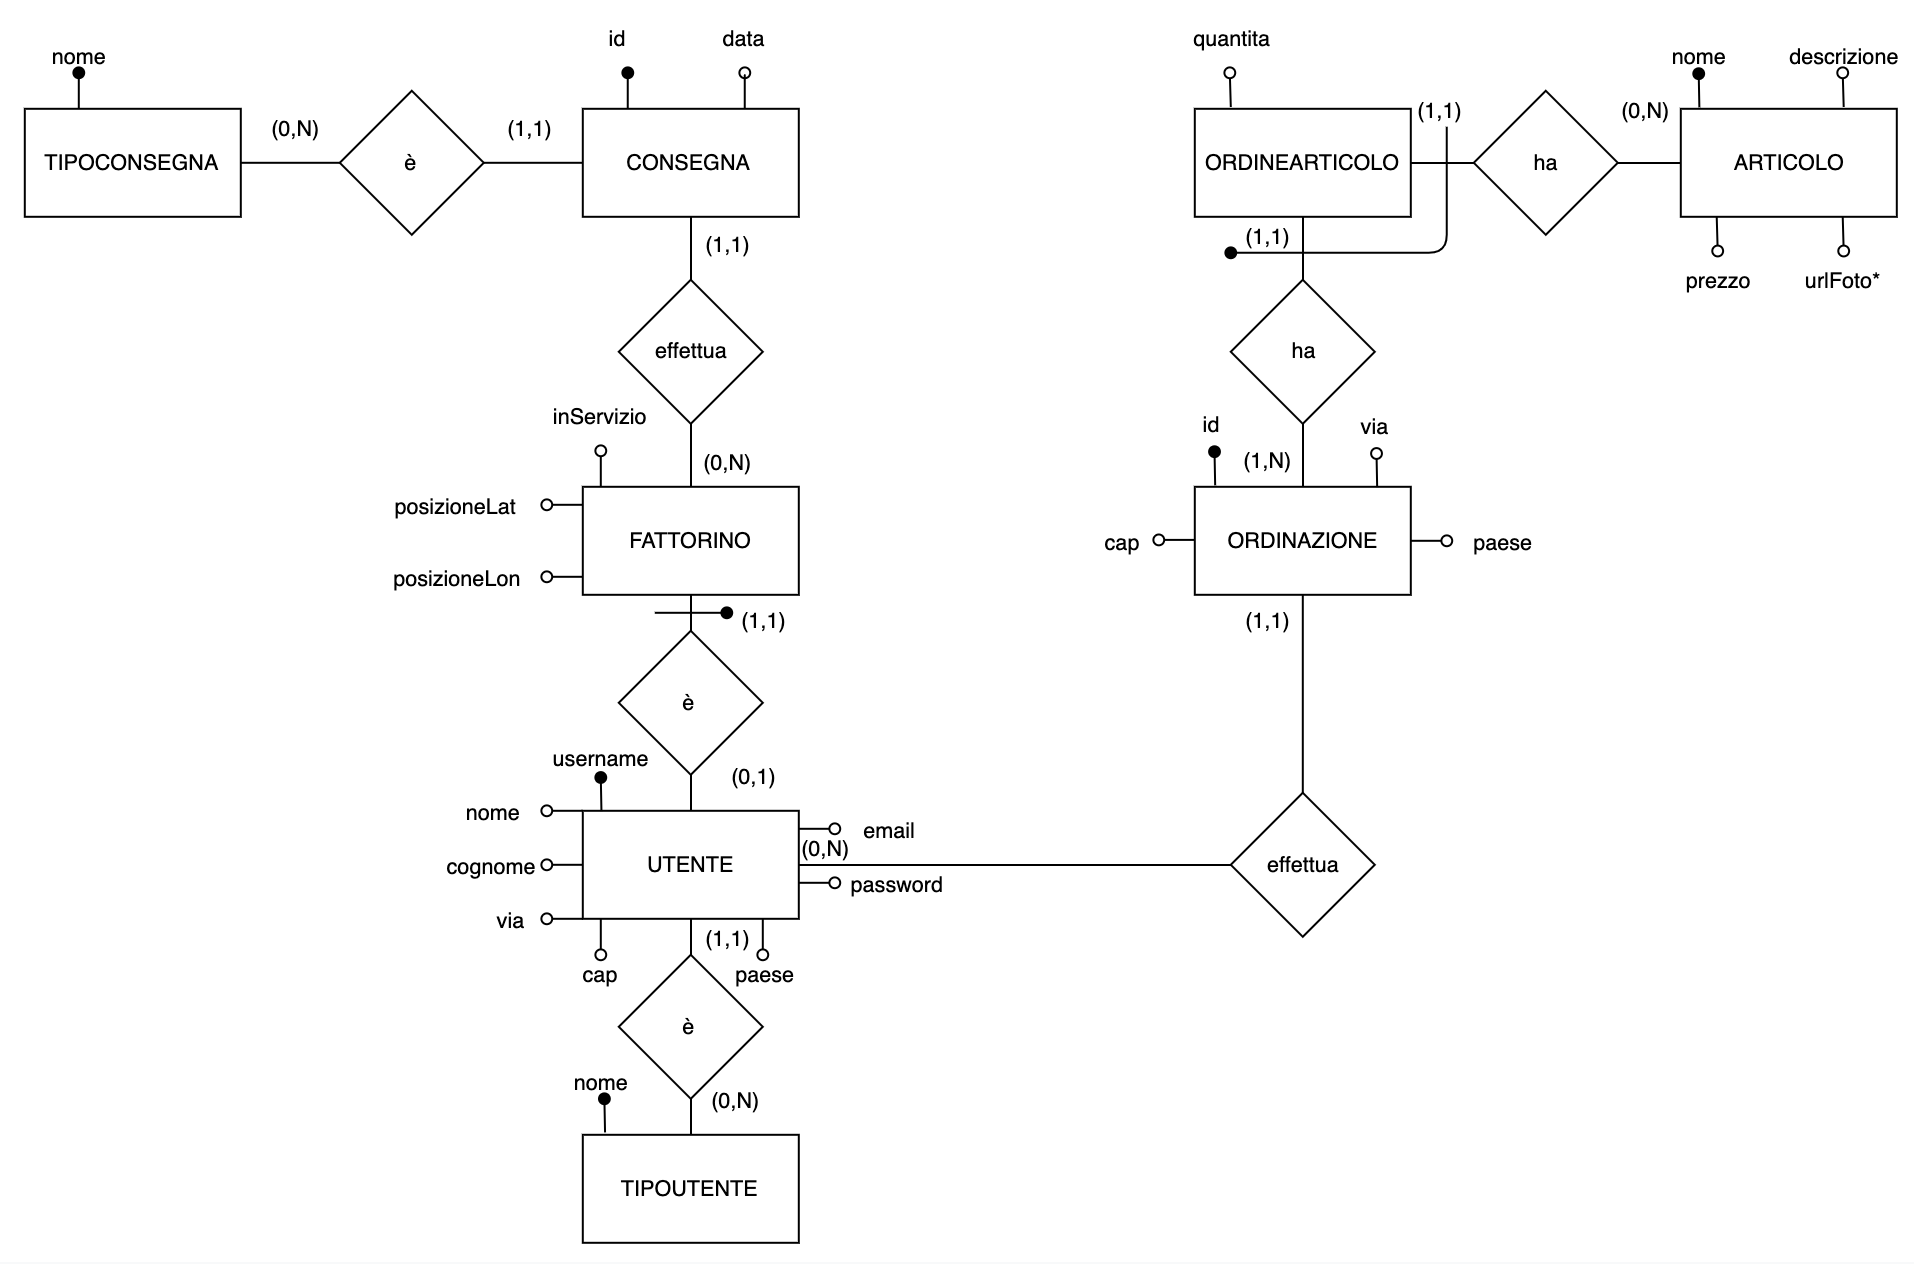 id
data
quantita
nome
nome
descrizione
(0,N)
(1,1)
(1,1)
(0,N)
TIPOCONSEGNA
è
CONSEGNA
ORDINEARTICOLO
ha
ARTICOLO
(1,1)
(1,1)
prezzo
urlFoto*
effettua
ha
inServizio
id
via
(0,N)
(1,N)
posizioneLat
FATTORINO
cap
ORDINAZIONE
paese
posizioneLon
(1,1)
(1,1)
è
username
(0,1)
nome
email
(0,N)
cognome
UTENTE
effettua
password
via
(1,1)
cap
paese
è
nome
(0,N)
TIPOUTENTE